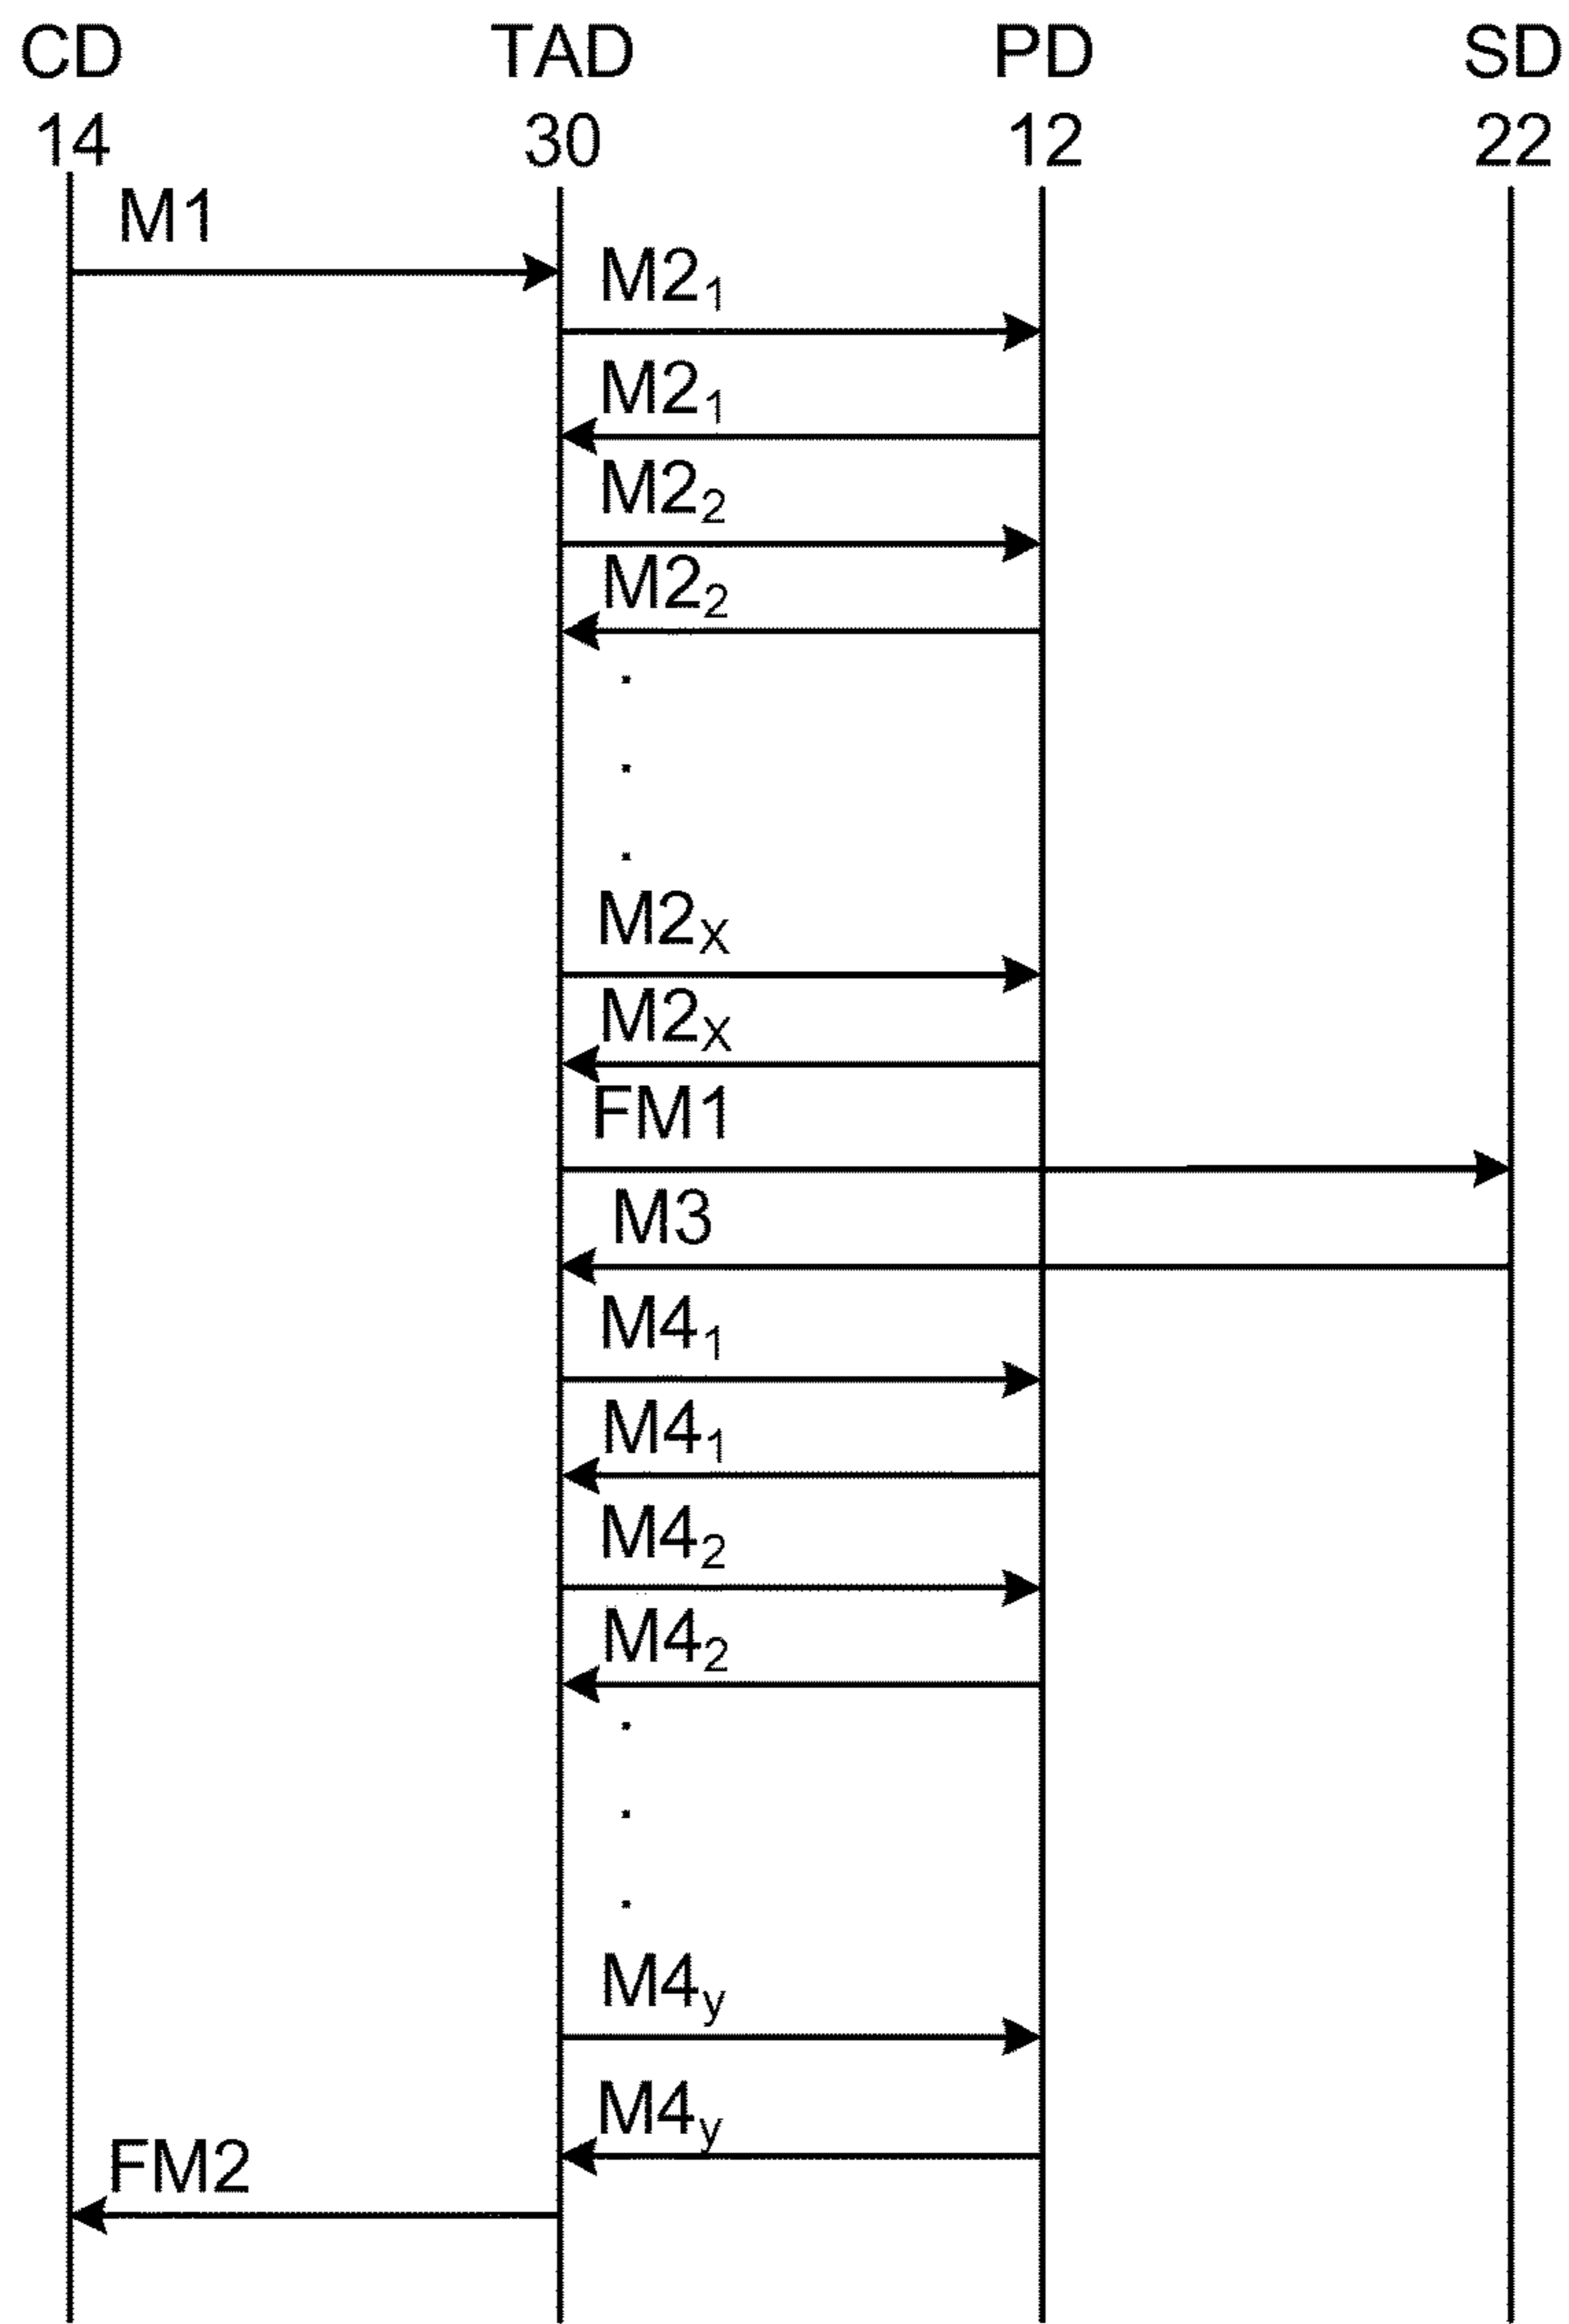 CD TAD PD SD
14 30 12 22
M1
M2₁
M2₁
M2₂
M2₂
.
.
.
M2ₓ
M2ₓ
FM1
M3
M4₁
M4₁
M4₂
M4₂
.
.
.
M4y
M4y
FM2